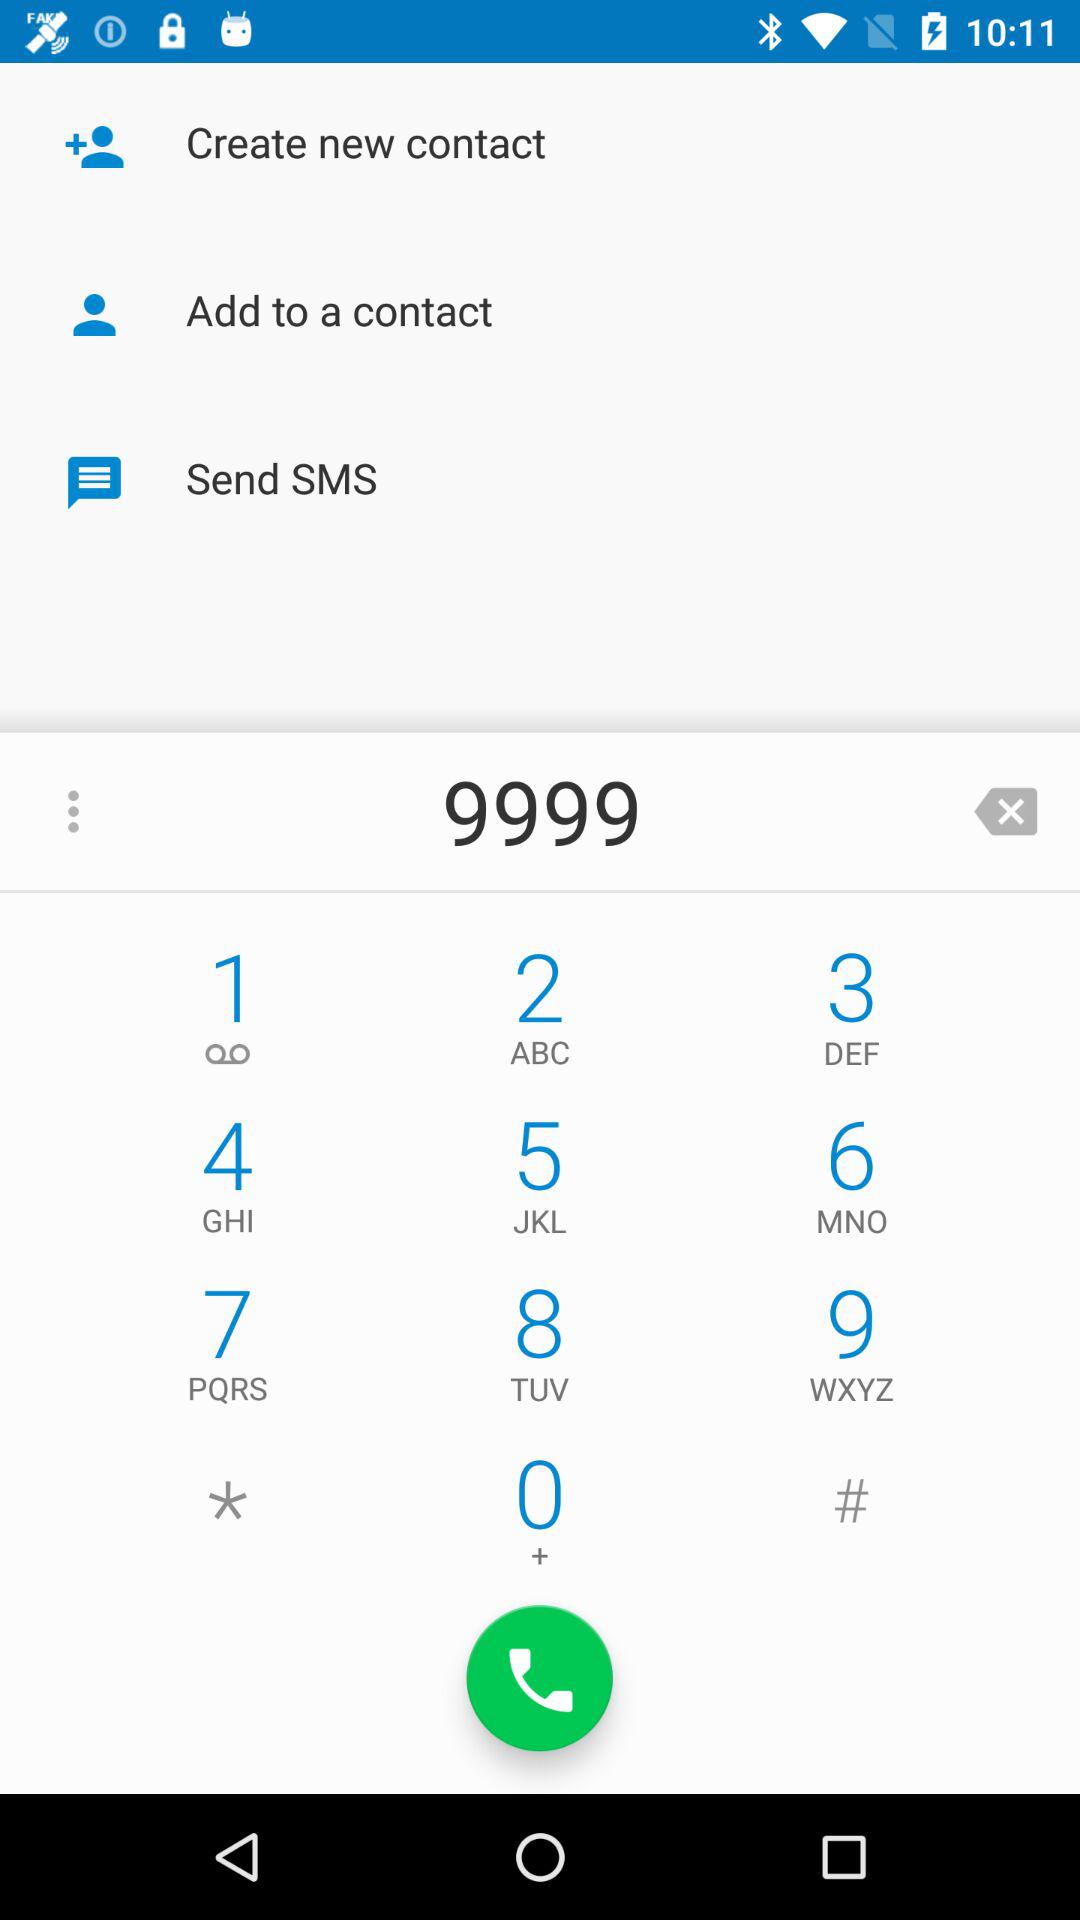 FAKE
10:11
Create new contact
Add to a contact
Send SMS
9999
1 2 3
ABC DEF
4 5 6
GHI JKL MNO
7 8 9
PQRS TUV WXYZ
* 0 #
+